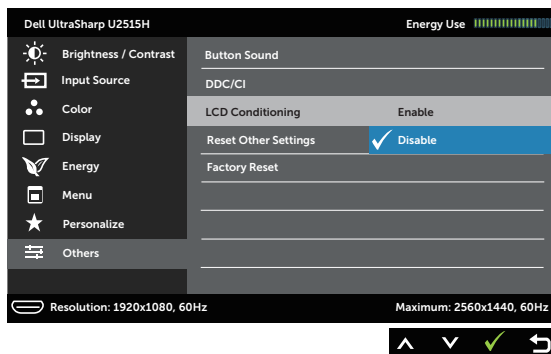 Dell UltraSharp U2515H Energy Use
Brightness / Contrast
Input Source
Color
Display
Energy
Menu
Personalize
Others
Button Sound
DDC/CI
LCD Conditioning Enable
Reset Other Settings Disable
Factory Reset
Resolution: 1920x1080, 60Hz Maximum: 2560x1440, 60Hz